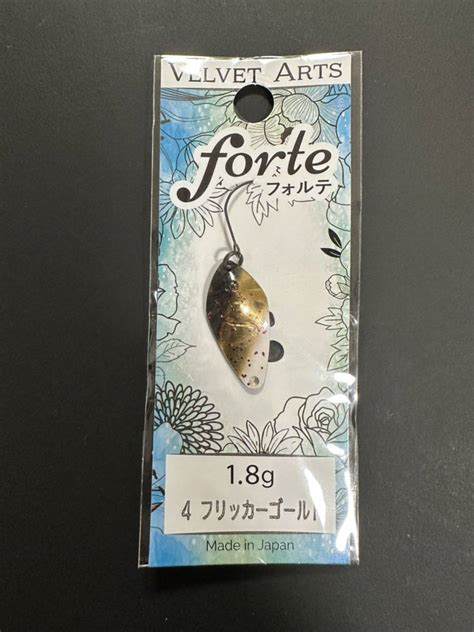 VELVET ARTS
forte
フォルテ
1.8g
4 フリッカーゴールド
Made in Japan